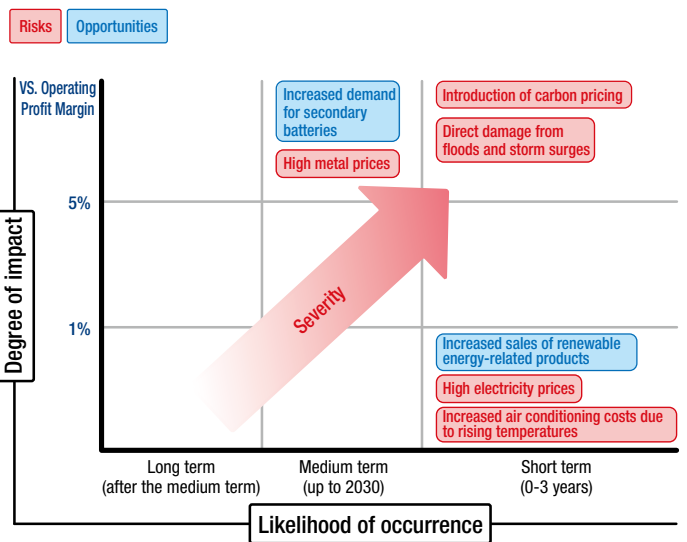 Risks
Opportunities
VS. Operating
Profit Margin
Increased demand
for secondary
batteries
High metal prices
Introduction of carbon pricing
Direct damage from
floods and storm surges
5%
Degree of impact
Severity
1%
Increased sales of renewable
energy-related products
High electricity prices
Increased air conditioning costs due
to rising temperatures
Long term
(after the medium term)
Medium term
(up to 2030)
Short term
(0-3 years)
Likelihood of occurrence